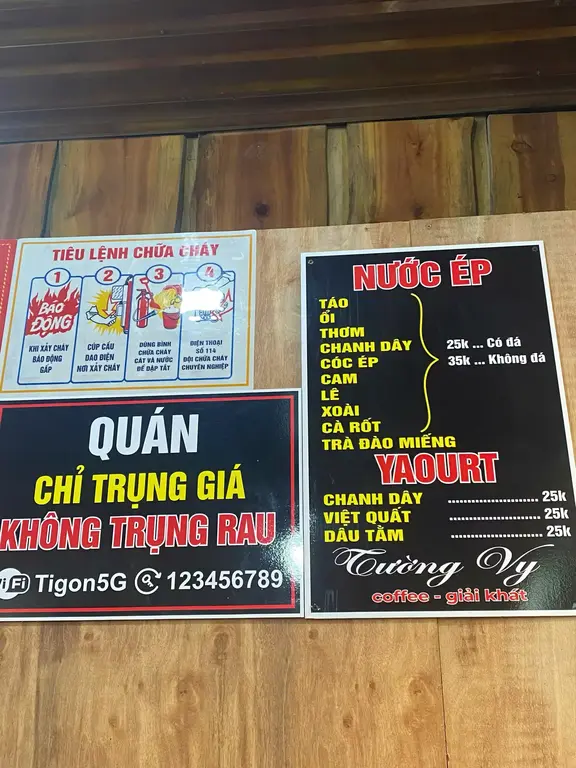 TIÊU LỆNH CHỮA CHÁY
1
2
3
4
BÁO
ĐỘNG
KHI XẢY CHÁY
BÁO ĐỘNG
GẤP
CÚP CẦU
DAO ĐIỆN
NƠI XẢY CHÁY
DÙNG BÌNH
CHỮA CHÁY
CÁT VÀ NƯỚC
ĐỂ DẬP TẮT
ĐIỆN THOẠI
SỐ 114
ĐỘI CHỮA CHÁY
CHUYÊN NGHIỆP
QUÁN
CHỈ TRỤNG GIÁ
KHÔNG TRỤNG RAU
WiFi Tigon5G 123456789
NƯỚC ÉP
TÁO
ỔI
THƠM
CHANH DÂY
CÓC ÉP
CAM
LÊ
XOÀI
CÀ RỐT
TRÀ ĐÀO MIẾNG
25k ... Có đá
35k ... Không đá
YAOURT
CHANH DÂY ....................... 25k
VIỆT QUẤT ....................... 25k
DÂU TẰM ....................... 25k
Tường Vy
coffee - giải khát